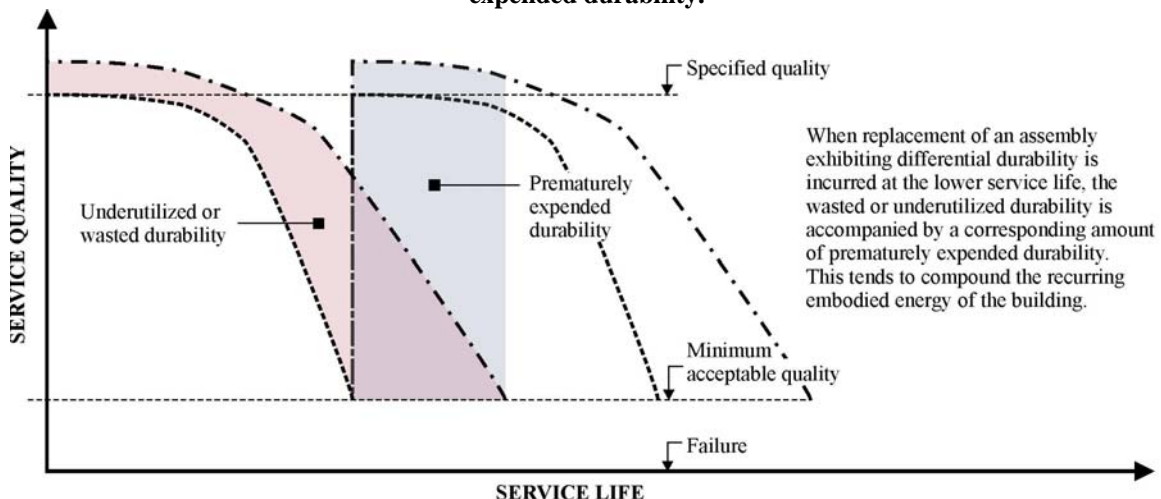 expended durability.
Specified quality
When replacement of an assembly
exhibiting differential durability is
incurred at the lower service life, the
wasted or underutilized durability is
accompanied by a corresponding amount
of prematurely expended durability.
This tends to compound the recurring
embodied energy of the building.
Underutilized or
wasted durability
Prematurely
expended
durability
SERVICE QUALITY
Minimum
acceptable quality
Failure
SERVICE LIFE